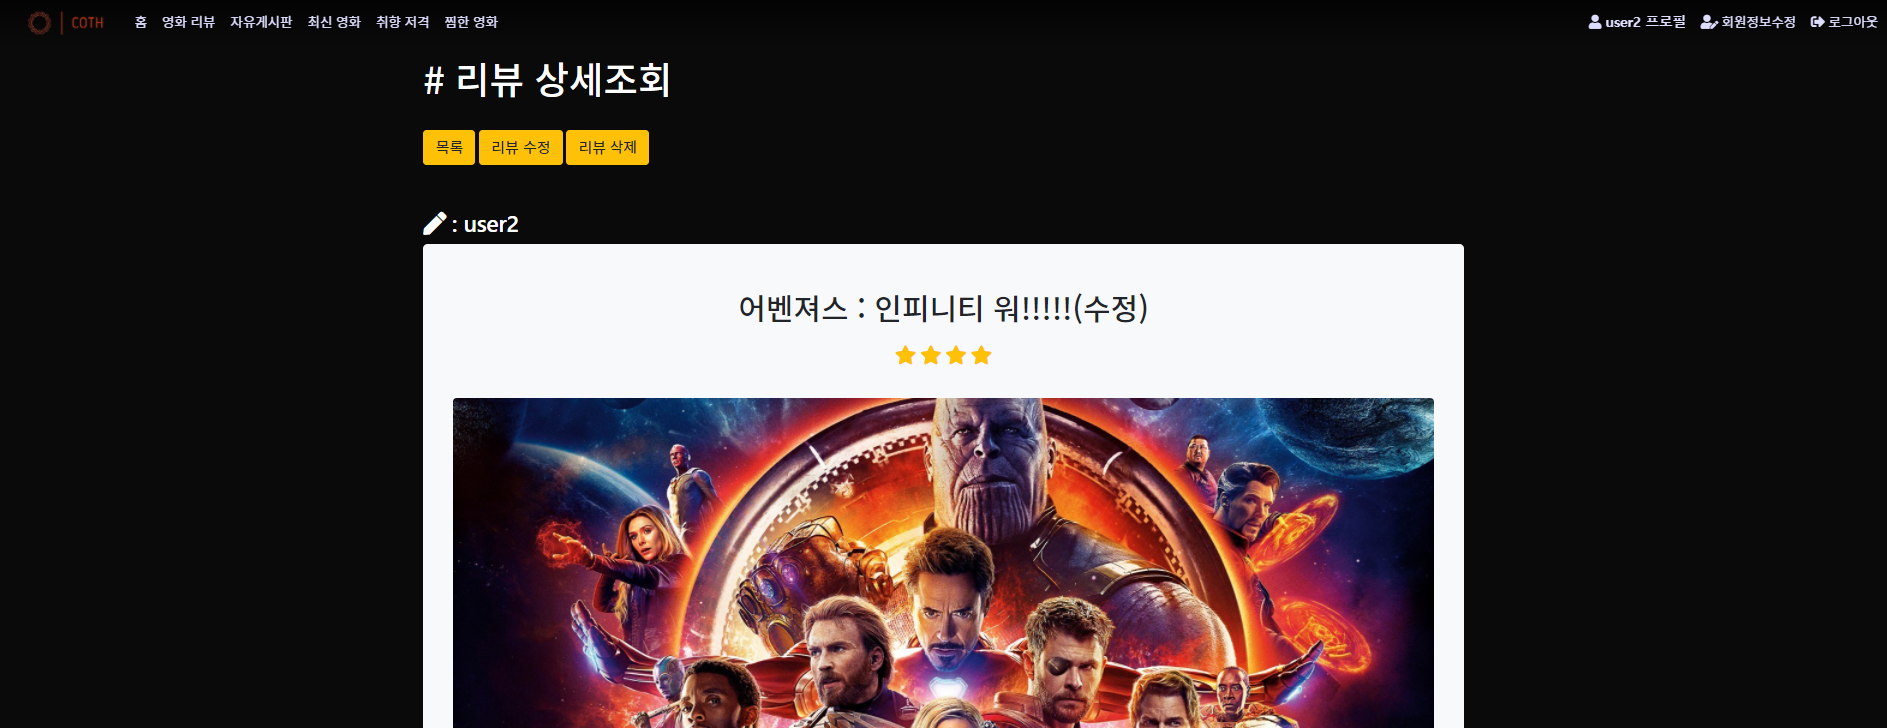 COTH 홈 영화 리뷰 자유게시판 최신 영화 취향 저격 찜한 영화 user2 프로필 회원정보수정 로그아웃
# 리뷰 상세조회
목록 리뷰 수정 리뷰 삭제
: user2
어벤져스 : 인피니티 워!!!!!(수정)